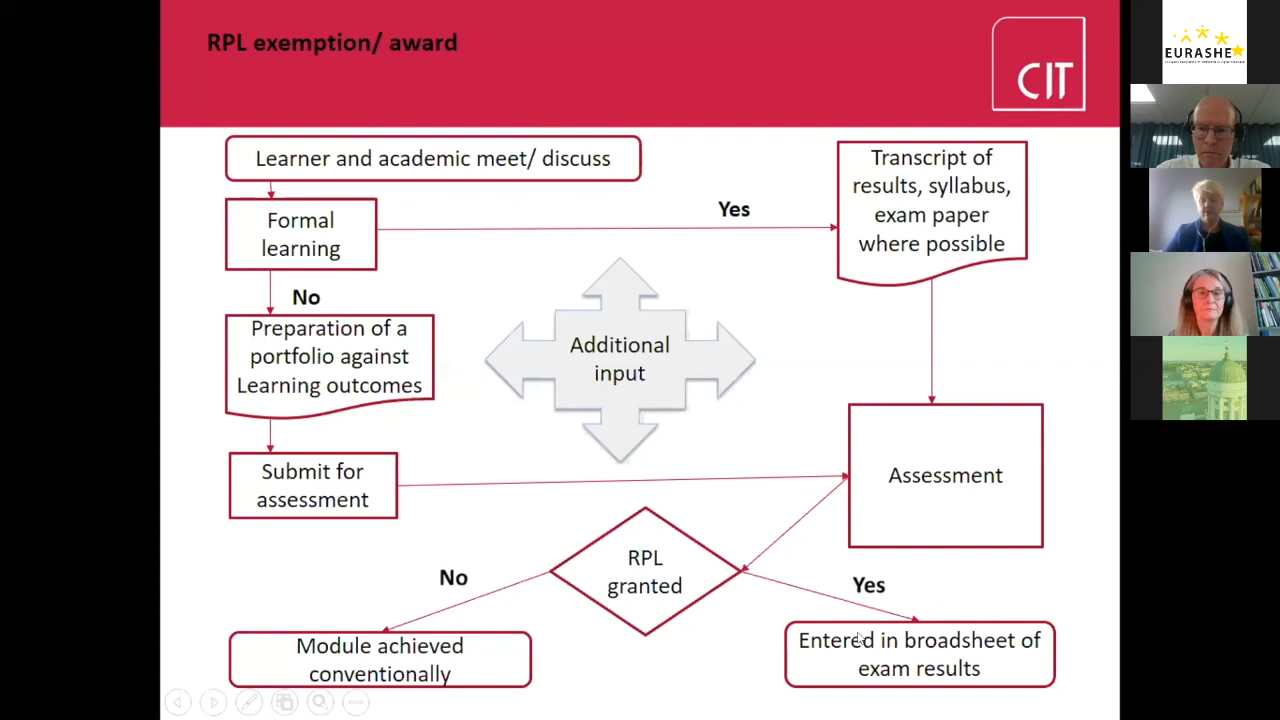 RPL exemption/ award
CIT
EURASHE
Learner and academic meet/ discuss
Formal
learning
Yes
Transcript of
results, syllabus,
exam paper
where possible
No
Preparation of a
portfolio against
Learning outcomes
Additional
input
Submit for
assessment
Assessment
RPL
granted
No
Yes
Module achieved
conventionally
Entered in broadsheet of
exam results